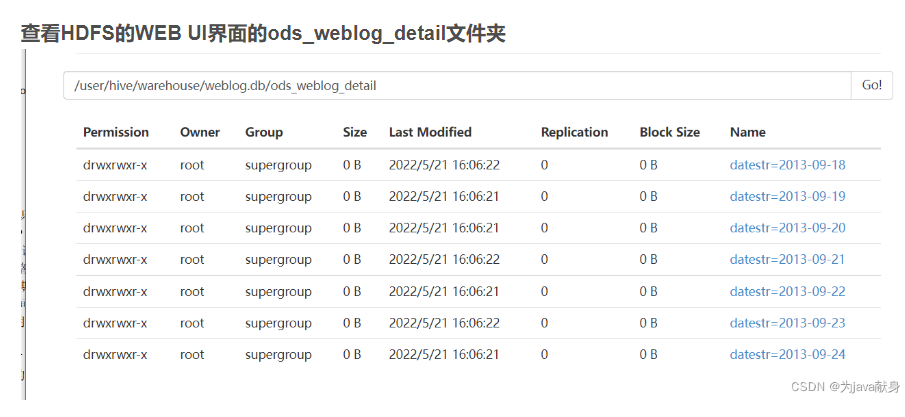 查看HDFS的WEB UI界面的ods_weblog_detail文件夹
/user/hive/warehouse/weblog.db/ods_weblog_detail Go!
Permission Owner Group Size Last Modified Replication Block Size Name
drwxrwxr-x root supergroup 0 B 2022/5/21 16:06:22 0 0 B datestr=2013-09-18
drwxrwxr-x root supergroup 0 B 2022/5/21 16:06:21 0 0 B datestr=2013-09-19
drwxrwxr-x root supergroup 0 B 2022/5/21 16:06:21 0 0 B datestr=2013-09-20
drwxrwxr-x root supergroup 0 B 2022/5/21 16:06:22 0 0 B datestr=2013-09-21
drwxrwxr-x root supergroup 0 B 2022/5/21 16:06:21 0 0 B datestr=2013-09-22
drwxrwxr-x root supergroup 0 B 2022/5/21 16:06:22 0 0 B datestr=2013-09-23
drwxrwxr-x root supergroup 0 B 2022/5/21 16:06:21 0 0 B datestr=2013-09-24
CSDN @为java献身